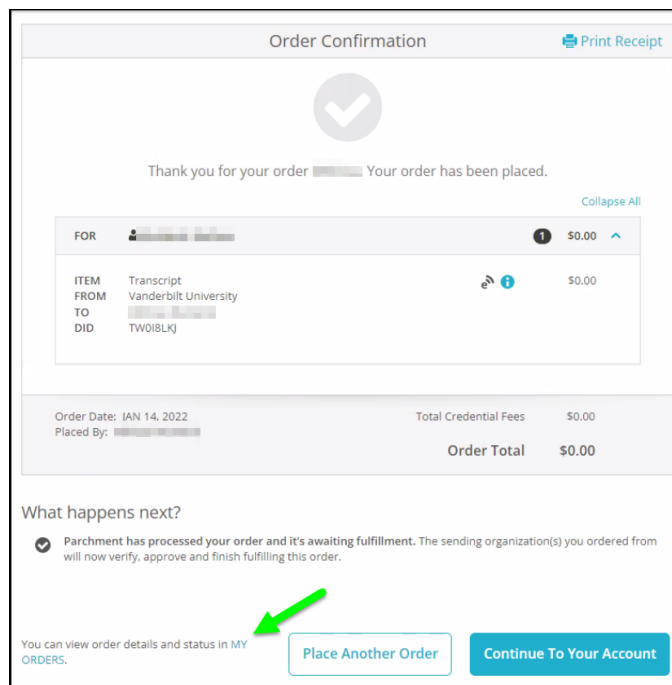 Order Confirmation
Print Receipt
Thank you for your order Your order has been placed.
Collapse All
FOR 1 $0.00
ITEM Transcript $0.00
FROM Vanderbilt University
TO
DID TW0I8LKJ
Order Date: JAN 14, 2022 Total Credential Fees $0.00
Placed By:
Order Total $0.00
What happens next?
Parchment has processed your order and it's awaiting fulfillment. The sending organization(s) you ordered from
will now verify, approve and finish fulfilling this order.
You can view order details and status in MY
ORDERS.
Place Another Order
Continue To Your Account